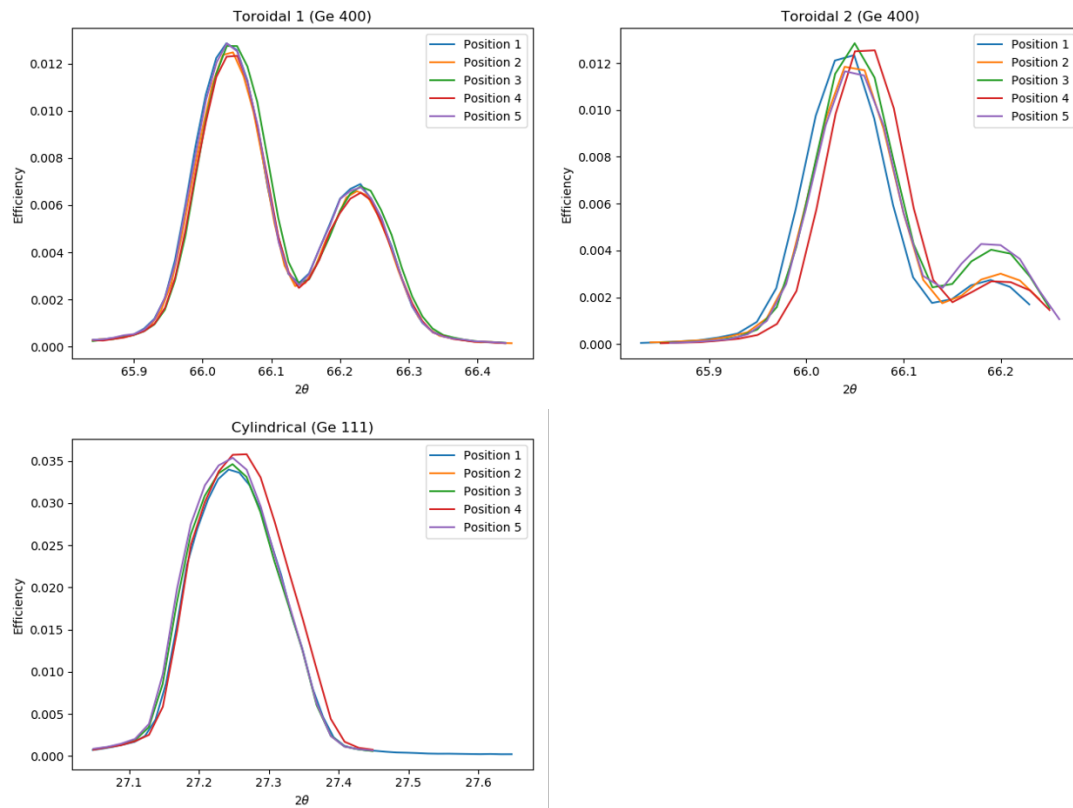 Toroidal 1 (Ge 400)
Efficiency
0.012
0.010
0.008
0.006
0.004
0.002
0.000
Position 1
Position 2
Position 3
Position 4
Position 5
65.9 66.0 66.1 66.2 66.3 66.4
2θ
Toroidal 2 (Ge 400)
Efficiency
0.012
0.010
0.008
0.006
0.004
0.002
0.000
Position 1
Position 2
Position 3
Position 4
Position 5
65.9 66.0 66.1 66.2
2θ
Cylindrical (Ge 111)
Efficiency
0.035
0.030
0.025
0.020
0.015
0.010
0.005
0.000
Position 1
Position 2
Position 3
Position 4
Position 5
27.1 27.2 27.3 27.4 27.5 27.6
2θ